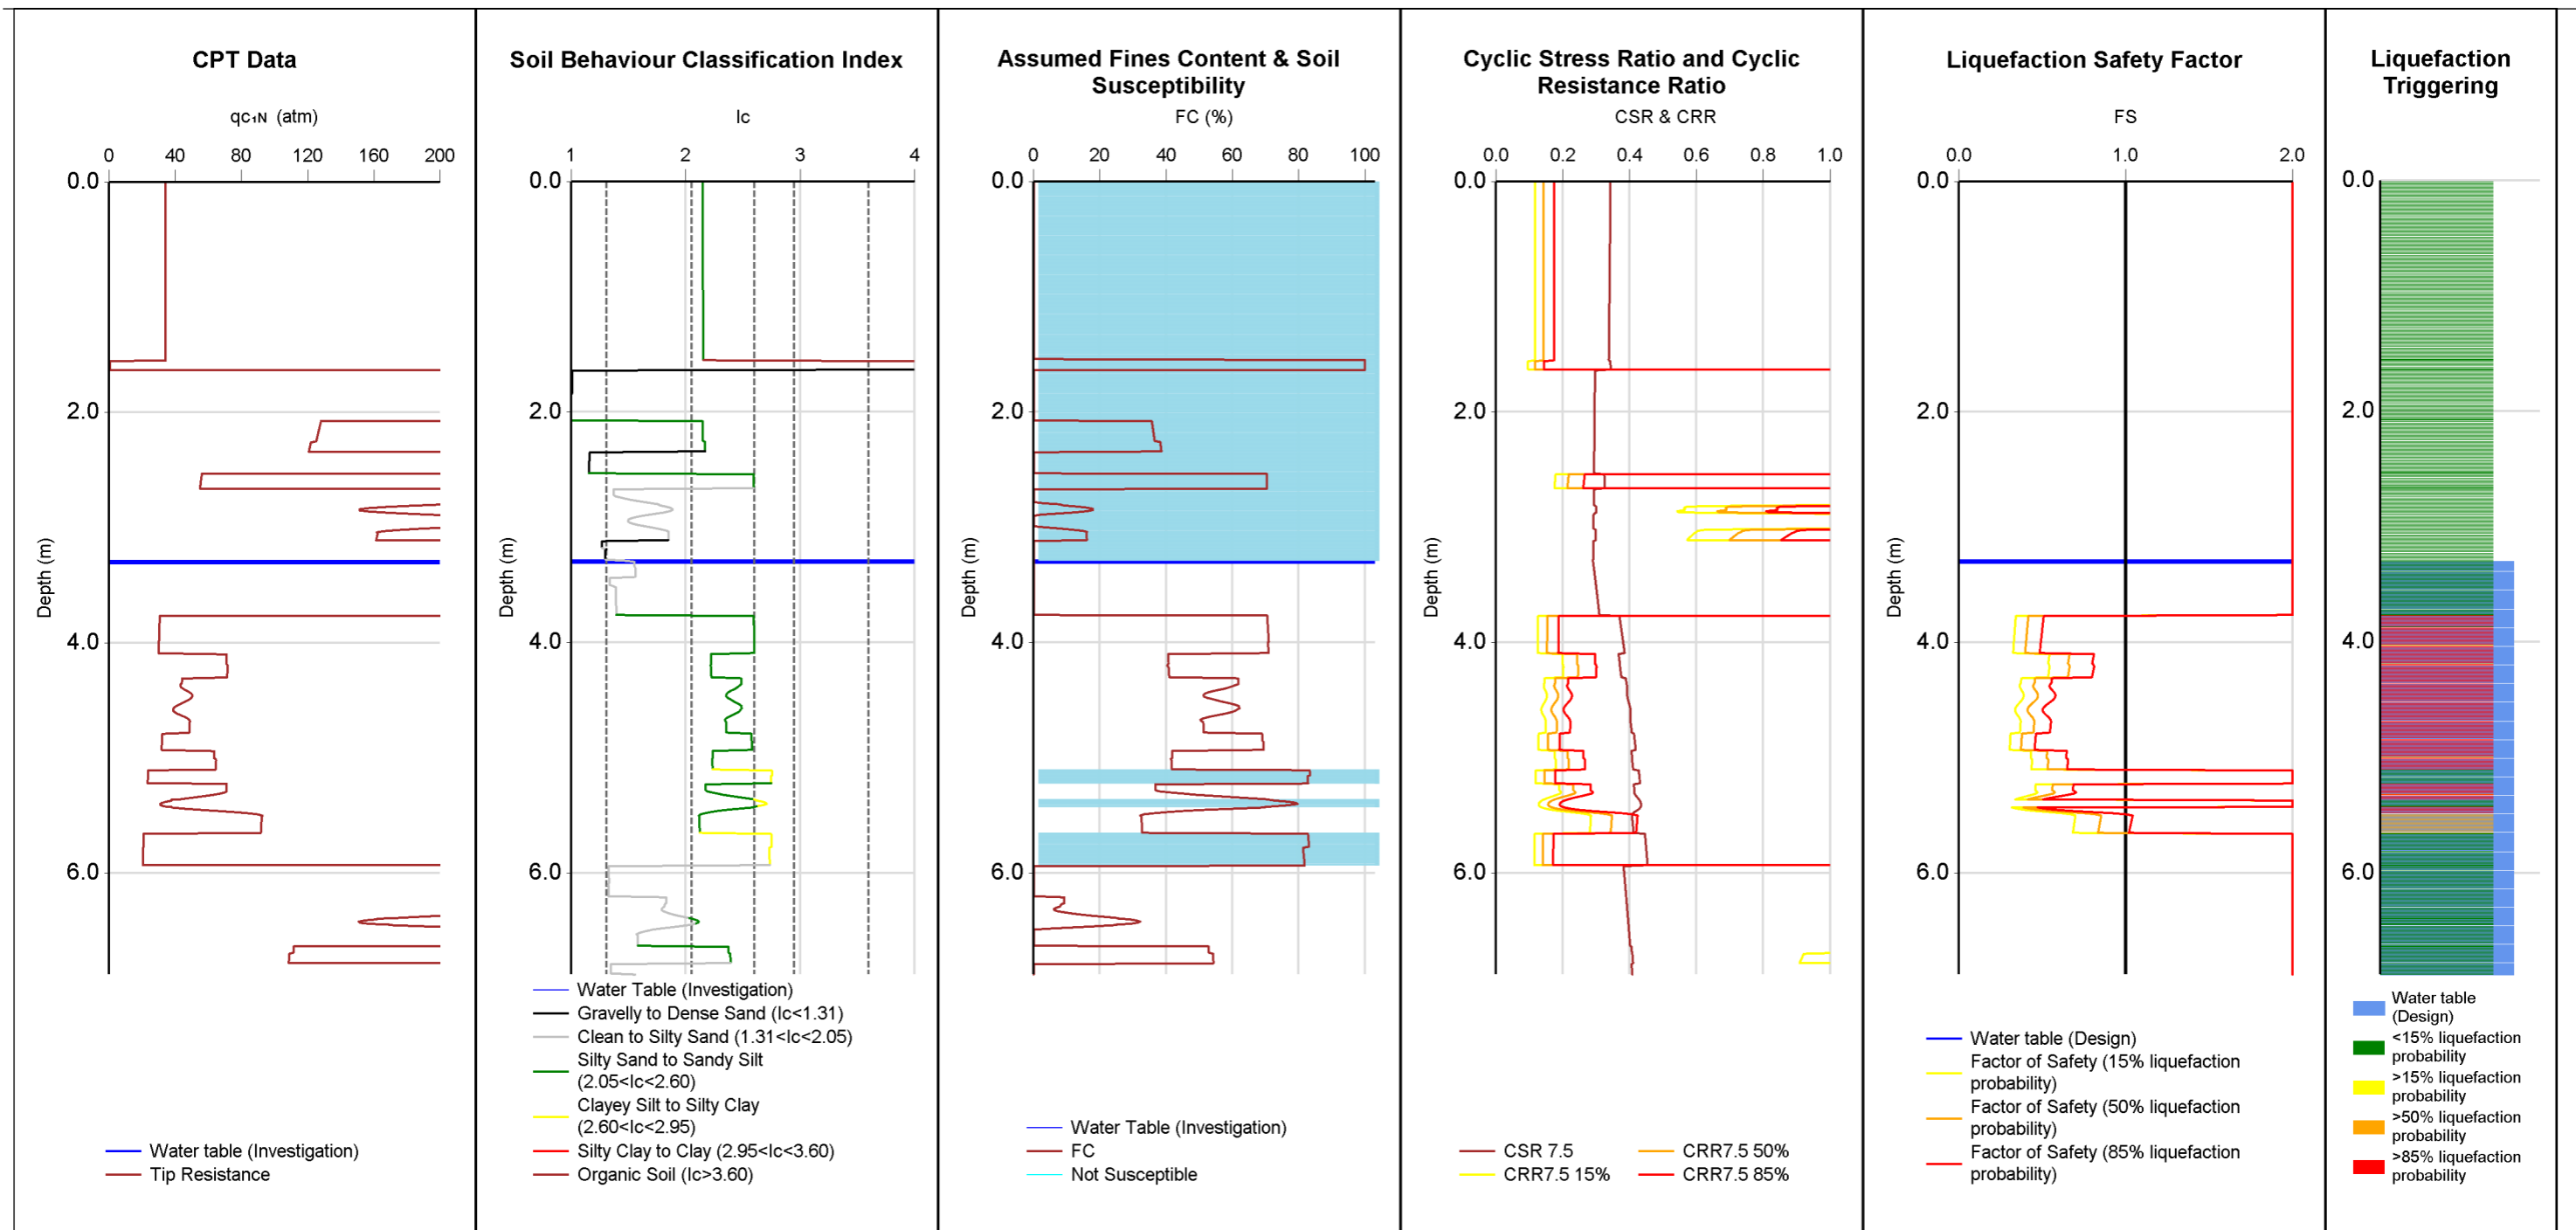 CPT Data
qc₁ɴ (atm)
0 40 80 120 160 200
0.0
2.0
4.0
6.0
Depth (m)
Water table (Investigation)
Tip Resistance
Soil Behaviour Classification Index
Ic
1 2 3 4
0.0
2.0
4.0
6.0
Depth (m)
Water Table (Investigation)
Gravelly to Dense Sand (Ic<1.31)
Clean to Silty Sand (1.31<Ic<2.05)
Silty Sand to Sandy Silt
(2.05<Ic<2.60)
Clayey Silt to Silty Clay
(2.60<Ic<2.95)
Silty Clay to Clay (2.95<Ic<3.60)
Organic Soil (Ic>3.60)
Assumed Fines Content & Soil
Susceptibility
FC (%)
0 20 40 60 80 100
0.0
2.0
4.0
6.0
Depth (m)
Water Table (Investigation)
FC
Not Susceptible
Cyclic Stress Ratio and Cyclic
Resistance Ratio
CSR & CRR
0.0 0.2 0.4 0.6 0.8 1.0
0.0
2.0
4.0
6.0
Depth (m)
CSR 7.5 CRR7.5 50%
CRR7.5 15% CRR7.5 85%
Liquefaction Safety Factor
FS
0.0 1.0 2.0
0.0
2.0
4.0
6.0
Depth (m)
Water table (Design)
Factor of Safety (15% liquefaction
probability)
Factor of Safety (50% liquefaction
probability)
Factor of Safety (85% liquefaction
probability)
Liquefaction
Triggering
0.0
2.0
4.0
6.0
Water table
(Design)
<15% liquefaction
probability
>15% liquefaction
probability
>50% liquefaction
probability
>85% liquefaction
probability